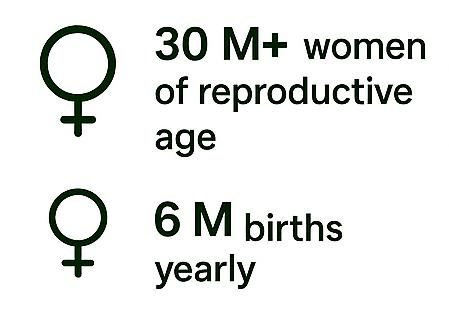 30 M+ women
of reproductive
age
6 M births
yearly